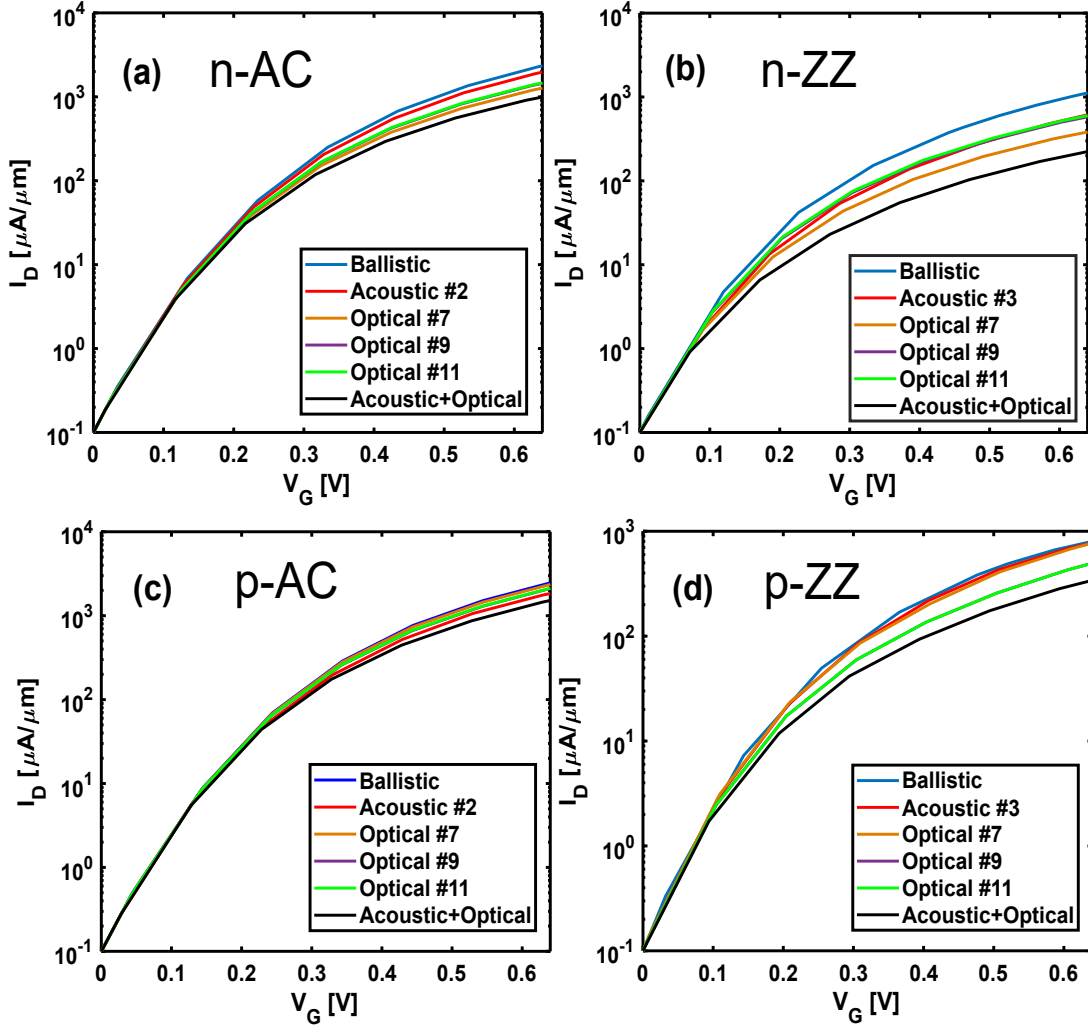 (a) n-AC
I_D [μA/μm]
10^4
10^3
10^2
10^1
10^0
10^-1
Ballistic
Acoustic #2
Optical #7
Optical #9
Optical #11
Acoustic+Optical
0 0.1 0.2 0.3 0.4 0.5 0.6
V_G [V]
(b) n-ZZ
I_D [μA/μm]
10^4
10^3
10^2
10^1
10^0
10^-1
Ballistic
Acoustic #3
Optical #7
Optical #9
Optical #11
Acoustic+Optical
0 0.1 0.2 0.3 0.4 0.5 0.6
V_G [V]
(c) p-AC
I_D [μA/μm]
10^4
10^3
10^2
10^1
10^0
10^-1
Ballistic
Acoustic #2
Optical #7
Optical #9
Optical #11
Acoustic+Optical
0 0.1 0.2 0.3 0.4 0.5 0.6
V_G [V]
(d) p-ZZ
I_D [μA/μm]
10^3
10^2
10^1
10^0
10^-1
Ballistic
Acoustic #3
Optical #7
Optical #9
Optical #11
Acoustic+Optical
0 0.1 0.2 0.3 0.4 0.5 0.6
V_G [V]